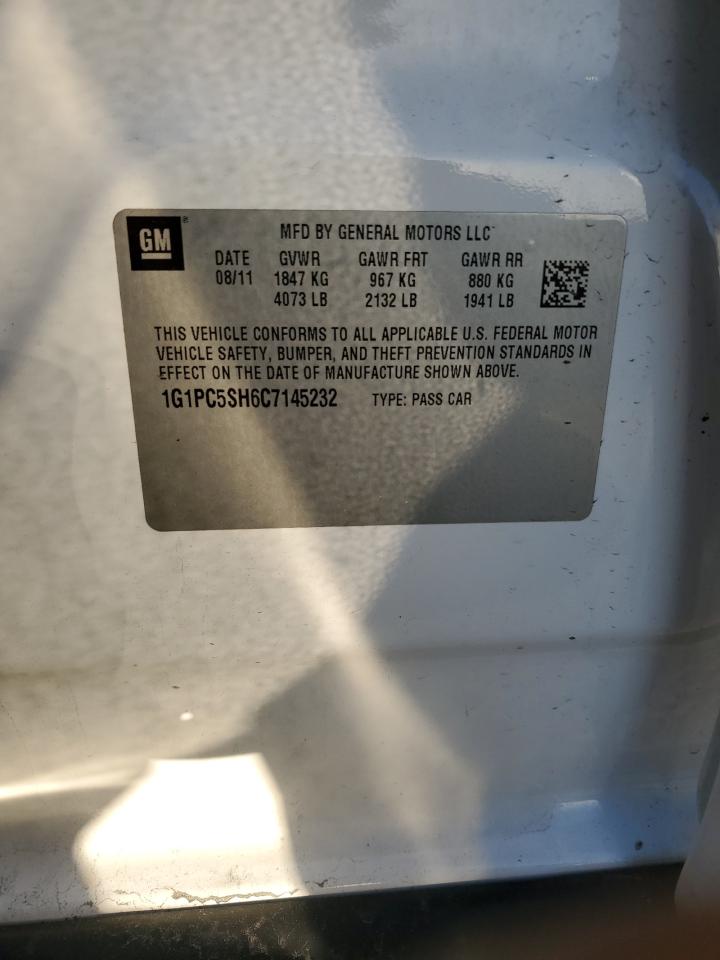 GM
MFD BY GENERAL MOTORS LLC
DATE GVWR GAWR FRT GAWR RR
08/11 1847 KG 967 KG 880 KG
4073 LB 2132 LB 1941 LB
THIS VEHICLE CONFORMS TO ALL APPLICABLE U.S. FEDERAL MOTOR
VEHICLE SAFETY, BUMPER, AND THEFT PREVENTION STANDARDS IN
EFFECT ON THE DATE OF MANUFACTURE SHOWN ABOVE.
1G1PC5SH6C7145232 TYPE: PASS CAR